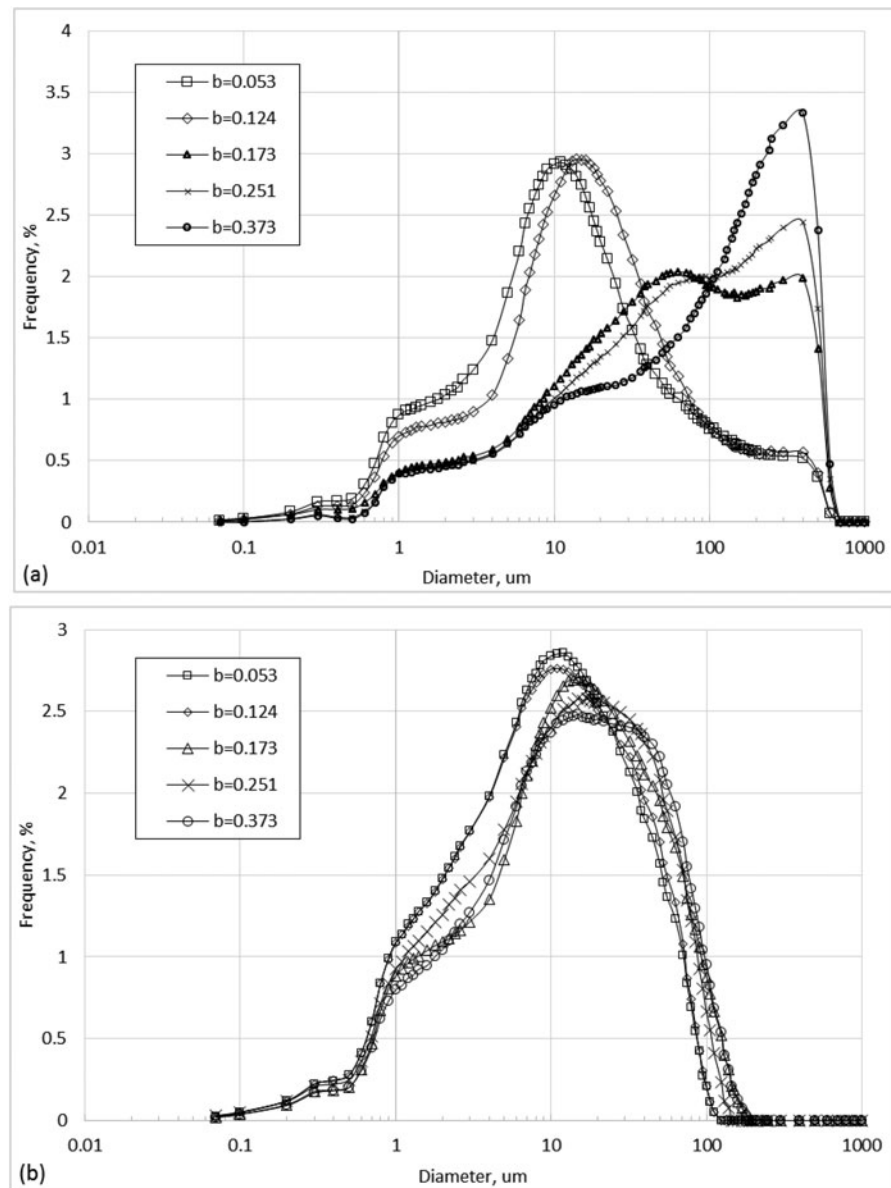 4
3.5
3
2.5
2
1.5
1
0.5
0
Frequency, %
b=0.053
b=0.124
b=0.173
b=0.251
b=0.373
0.01 0.1 1 10 100 1000
Diameter, um
(a)
3
2.5
2
1.5
1
0.5
0
Frequency, %
b=0.053
b=0.124
b=0.173
b=0.251
b=0.373
0.01 0.1 1 10 100 1000
Diameter, um
(b)